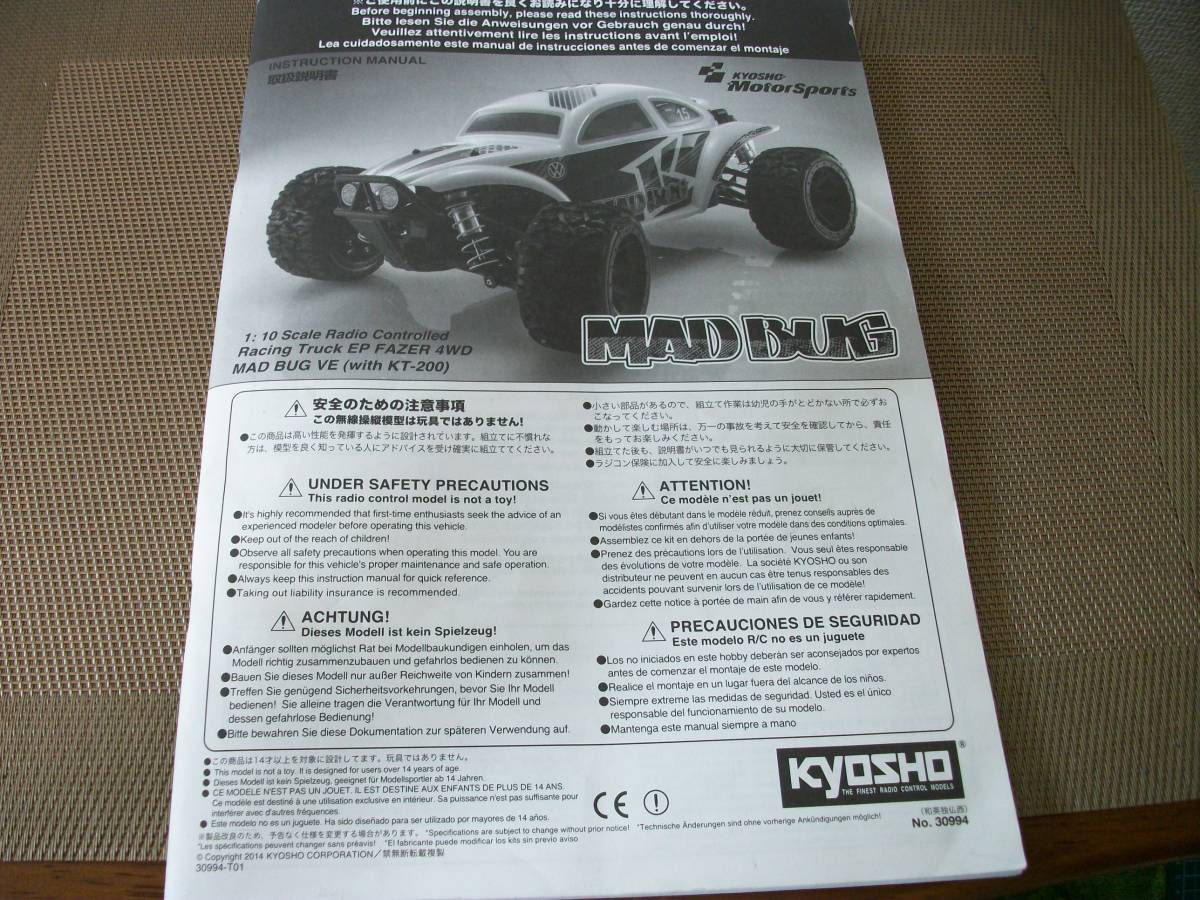 ※ご使用前にこの説明書を良くお読みになり十分に理解してください。
Before beginning assembly, please read these instructions thoroughly.
Bitte lesen Sie die Anweisungen vor Gebrauch genau durch!
Veuillez attentivement lire les instructions avant l'emploi!
Lea cuidadosamente este manual de instrucciones antes de comenzar el montaje
INSTRUCTION MANUAL
取扱説明書
KYOSHO
MotorSports
15
MAD BUG
1: 10 Scale Radio Controlled
Racing Truck EP FAZER 4WD
MAD BUG VE (with KT-200)
MAD BUG
安全のための注意事項
この無線操縦模型は玩具ではありません!
●この商品は高い性能を発揮するように設計されています。組立てに不慣れな
方は、模型を良く知っている人にアドバイスを受け確実に組立ててください。
●小さい部品があるので、組立て作業は幼児の手がとどかない所で必ずお
こなってください。
●動かして楽しむ場所は、万一の事故を考えて安全を確認してから、責任
をもってお楽しみください。
●組立てた後も、説明書がいつでも見られるように大切に保管してください。
●ラジコン保険に加入して安全に楽しみましょう。
UNDER SAFETY PRECAUTIONS
This radio control model is not a toy!
●It's highly recommended that first-time enthusiasts seek the advice of an
experienced modeler before operating this vehicle.
●Keep out of the reach of children!
●Observe all safety precautions when operating this model. You are
responsible for this vehicle's proper maintenance and safe operation.
●Always keep this instruction manual for quick reference.
●Taking out liability insurance is recommended.
ATTENTION!
Ce modèle n'est pas un jouet!
●Si vous êtes débutant dans le modèle réduit, prenez conseils auprès de
modélistes confirmés afin d'utiliser votre modèle dans des conditions optimales.
●Assemblez ce kit en dehors de la portée de jeunes enfants!
●Prenez des précautions lors de l'utilisation. Vous seul êtes responsable
des évolutions de votre modèle. La société KYOSHO ou son
distributeur ne peuvent en aucun cas être tenus responsables des
accidents pouvant survenir lors de l'utilisation de ce modèle!
●Gardez cette notice à portée de main afin de vous y référer rapidement.
ACHTUNG!
Dieses Modell ist kein Spielzeug!
●Anfänger sollten möglichst Rat bei Modellbaukundigen einholen, um das
Modell richtig zusammenzubauen und gefahrlos bedienen zu können.
●Bauen Sie dieses Modell nur außer Reichweite von Kindern zusammen!
●Treffen Sie genügend Sicherheitsvorkehrungen, bevor Sie Ihr Modell
bedienen! Sie alleine tragen die Verantwortung für Ihr Modell und
dessen gefahrlose Bedienung!
●Bitte bewahren Sie diese Dokumentation zur späteren Verwendung auf.
PRECAUCIONES DE SEGURIDAD
Este modelo R/C no es un juguete
●Los no iniciados en este hobby deberán ser aconsejados por expertos
antes de comenzar el montaje de este modelo.
●Realice el montaje en un lugar fuera del alcance de los niños.
●Siempre extreme las medidas de seguridad. Usted es el único
responsable del funcionamiento de su modelo.
●Mantenga este manual siempre a mano
●この商品は14才以上を対象に設計してます。玩具ではありません。
● This model is not a toy. It is designed for users over 14 years of age.
● Dieses Modell ist kein Spielzeug, geeignet für Modellsportler ab 14 Jahren.
● CE MODELE N'EST PAS UN JOUET. IL EST DESTINE AUX ENFANTS DE PLUS DE 14 ANS.
Ce modèle est destiné à une utilisation exclusive en intérieur. Sa puissance n'est pas suffisante pour
interférer avec d'autres fréquences.
● Este modelo no es un juguete. Ha sido diseñado para ser utilizado por mayores de 14 años.
CE
KYOSHO®
THE FINEST RADIO CONTROL MODELS
(和英独仏西)
No. 30994
※製品改良のため、予告なく仕様を変更する場合があります。 *Specifications are subject to change without prior notice! *Technische Änderungen sind ohne vorherige Ankündigungen möglich!
*Les spécifications peuvent changer sans préavis! *El fabricante puede modificar los kits sin previo aviso
© Copyright 2014 KYOSHO CORPORATION／禁無断転載複製
30994-T01